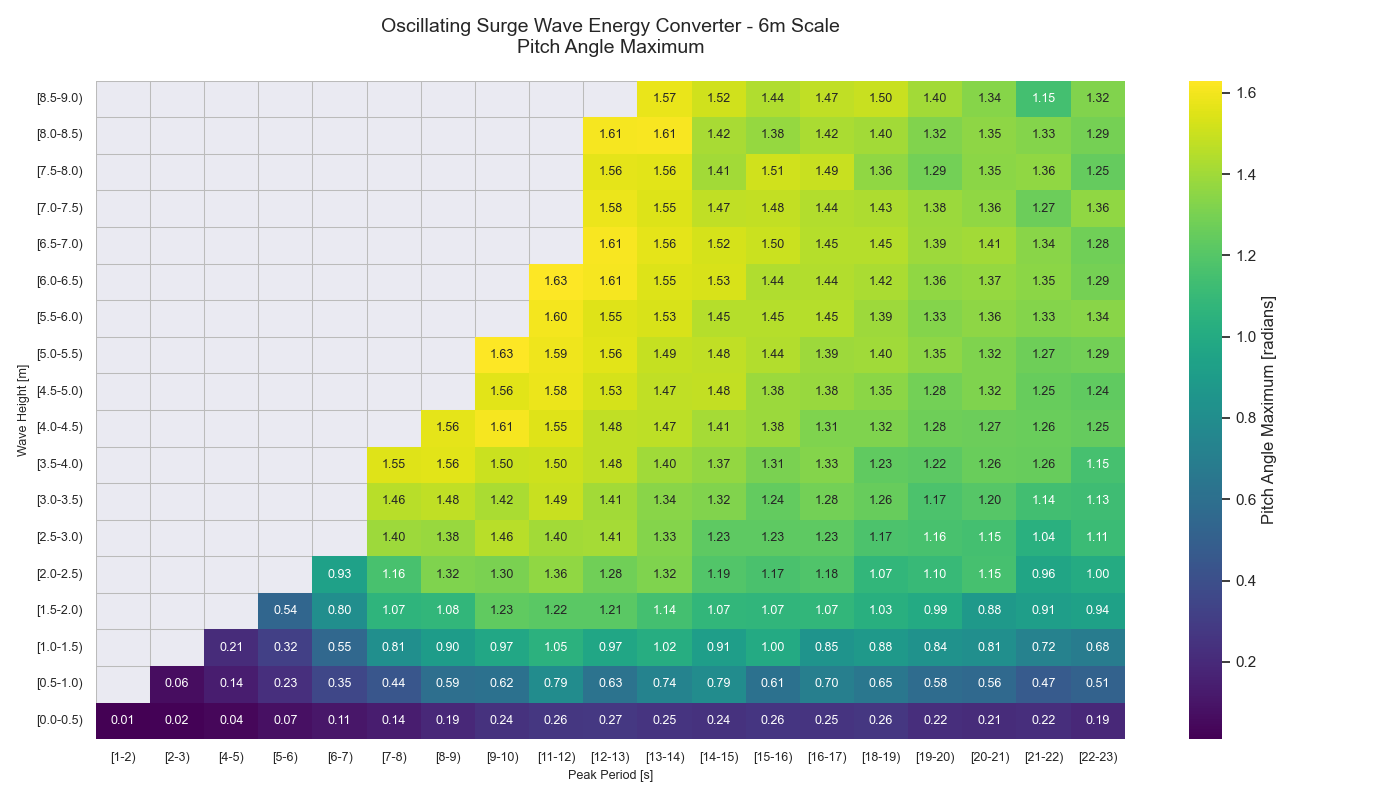 Oscillating Surge Wave Energy Converter - 6m Scale
Pitch Angle Maximum
[8.5-9.0) 1.57 1.52 1.44 1.47 1.50 1.40 1.34 1.15 1.32
[8.0-8.5) 1.61 1.61 1.42 1.38 1.42 1.40 1.32 1.35 1.33 1.29
[7.5-8.0) 1.56 1.56 1.41 1.51 1.49 1.36 1.29 1.35 1.36 1.25
[7.0-7.5) 1.58 1.55 1.47 1.48 1.44 1.43 1.38 1.36 1.27 1.36
[6.5-7.0) 1.61 1.56 1.52 1.50 1.45 1.45 1.39 1.41 1.34 1.28
[6.0-6.5) 1.63 1.61 1.55 1.53 1.44 1.44 1.42 1.36 1.37 1.35 1.29
[5.5-6.0) 1.60 1.55 1.53 1.45 1.45 1.45 1.39 1.33 1.36 1.33 1.34
[5.0-5.5) 1.63 1.59 1.56 1.49 1.48 1.44 1.39 1.40 1.35 1.32 1.27 1.29
[4.5-5.0) 1.56 1.58 1.53 1.47 1.48 1.38 1.38 1.35 1.28 1.32 1.25 1.24
[4.0-4.5) 1.56 1.61 1.55 1.48 1.47 1.41 1.38 1.31 1.32 1.28 1.27 1.26 1.25
[3.5-4.0) 1.55 1.56 1.50 1.50 1.48 1.40 1.37 1.31 1.33 1.23 1.22 1.26 1.26 1.15
[3.0-3.5) 1.46 1.48 1.42 1.49 1.41 1.34 1.32 1.24 1.28 1.26 1.17 1.20 1.14 1.13
[2.5-3.0) 1.40 1.38 1.46 1.40 1.41 1.33 1.23 1.23 1.23 1.17 1.16 1.15 1.04 1.11
[2.0-2.5) 0.93 1.16 1.32 1.30 1.36 1.28 1.32 1.19 1.17 1.18 1.07 1.10 1.15 0.96 1.00
[1.5-2.0) 0.54 0.80 1.07 1.08 1.23 1.22 1.21 1.14 1.07 1.07 1.07 1.03 0.99 0.88 0.91 0.94
[1.0-1.5) 0.21 0.32 0.55 0.81 0.90 0.97 1.05 0.97 1.02 0.91 1.00 0.85 0.88 0.84 0.81 0.72 0.68
[0.5-1.0) 0.06 0.14 0.23 0.35 0.44 0.59 0.62 0.79 0.63 0.74 0.79 0.61 0.70 0.65 0.58 0.56 0.47 0.51
[0.0-0.5) 0.01 0.02 0.04 0.07 0.11 0.14 0.19 0.24 0.26 0.27 0.25 0.24 0.26 0.25 0.26 0.22 0.21 0.22 0.19
[1-2) [2-3) [4-5) [5-6) [6-7) [7-8) [8-9) [9-10) [11-12) [12-13) [13-14) [14-15) [15-16) [16-17) [18-19) [19-20) [20-21) [21-22) [22-23)
Peak Period [s]
Wave Height [m]
1.6
1.4
1.2
1.0
0.8
0.6
0.4
0.2
Pitch Angle Maximum [radians]